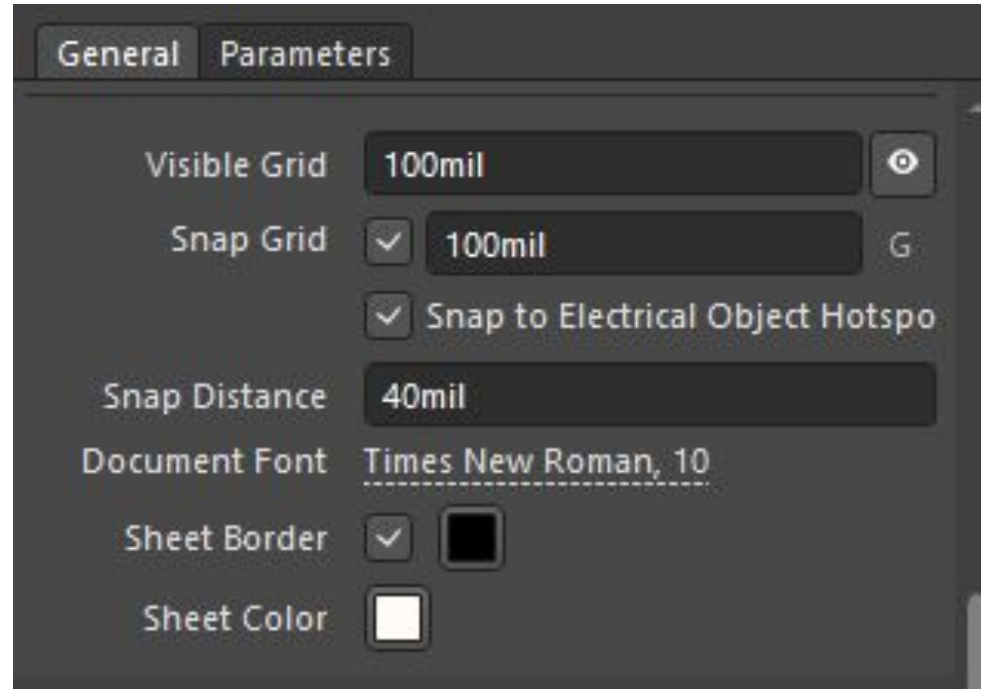 General Parameters
Visible Grid 100mil
Snap Grid 100mil G
Snap to Electrical Object Hotspo
Snap Distance 40mil
Document Font Times New Roman, 10
Sheet Border
Sheet Color